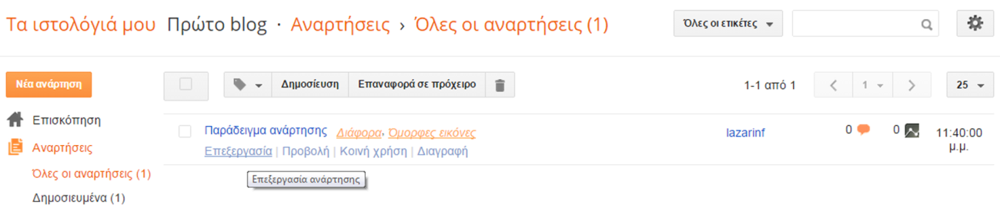 Τα ιστολόγιά μου Πρώτο blog · Αναρτήσεις › Όλες οι αναρτήσεις (1) Όλες οι ετικέτες
Νέα ανάρτηση Δημοσίευση Επαναφορά σε πρόχειρο 1-1 από 1 1 25
Επισκόπηση
Παράδειγμα ανάρτησης Διάφορα, Όμορφες εικόνες lazarinf 0 0 11:40:00 μ.μ.
Αναρτήσεις
Επεξεργασία | Προβολή | Κοινή χρήση | Διαγραφή
Όλες οι αναρτήσεις (1)
Επεξεργασία ανάρτησης
Δημοσιευμένα (1)